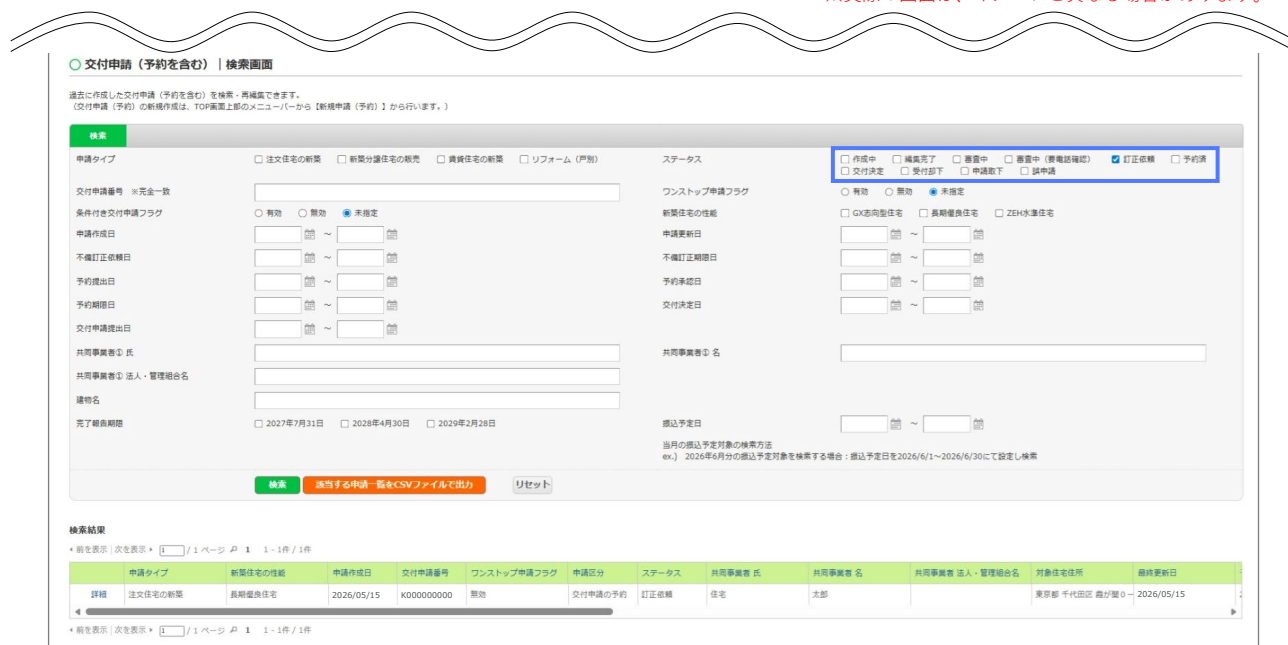 ○ 交付申請（予約を含む）｜検索画面
過去に作成した交付申請（予約を含む）を検索・再編集できます。
（交付申請（予約）の新規作成は、TOP画面上部のメニューバーから【新規申請（予約）】から行います。）
検索
申請タイプ 注文住宅の新築 新築分譲住宅の販売 賃貸住宅の新築 リフォーム（戸別） ステータス 作成中 編集完了 審査中 審査中（要電話確認） 訂正依頼 予約済
交付決定 受付却下 申請取下 誤申請
交付申請番号 ※完全一致 ワンストップ申請フラグ 有効 無効 未指定
条件付き交付申請フラグ 有効 無効 未指定 新築住宅の性能 GX志向型住宅 長期優良住宅 ZEH水準住宅
申請作成日 ～ 申請更新日 ～
不備訂正依頼日 ～ 不備訂正期限日 ～
予約提出日 ～ 予約承認日 ～
予約期限日 ～ 交付決定日 ～
交付申請提出日 ～
共同事業者① 氏 共同事業者① 名
共同事業者① 法人・管理組合名
建物名
完了報告期限 2027年7月31日 2028年4月30日 2029年2月28日 振込予定日 ～
当月の振込予定対象の検索方法
ex.) 2026年6月分の振込予定対象を検索する場合：振込予定日を2026/6/1～2026/6/30にて設定し検索
検索 該当する申請一覧をCSVファイルで出力 リセット
検索結果
前を表示｜次を表示 1 / 1 ページ 1 1 - 1件 / 1件
申請タイプ 新築住宅の性能 申請作成日 交付申請番号 ワンストップ申請フラグ 申請区分 ステータス 共同事業者 氏 共同事業者 名 共同事業者 法人・管理組合名 対象住宅住所 最終更新日
詳細 注文住宅の新築 長期優良住宅 2026/05/15 K000000000 無効 交付申請の予約 訂正依頼 住宅 太郎 東京都 千代田区 霞が関０－ 2026/05/15
前を表示｜次を表示 1 / 1 ページ 1 1 - 1件 / 1件